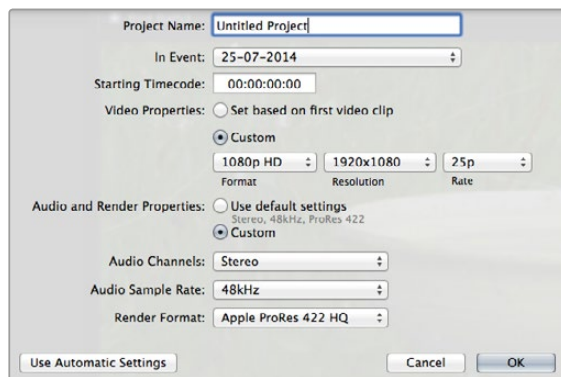 Project Name: Untitled Project
In Event: 25-07-2014
Starting Timecode: 00:00:00:00
Video Properties: Set based on first video clip
Custom
1080p HD 1920x1080 25p
Format Resolution Rate
Audio and Render Properties: Use default settings
Stereo, 48kHz, ProRes 422
Custom
Audio Channels: Stereo
Audio Sample Rate: 48kHz
Render Format: Apple ProRes 422 HQ
Use Automatic Settings Cancel OK